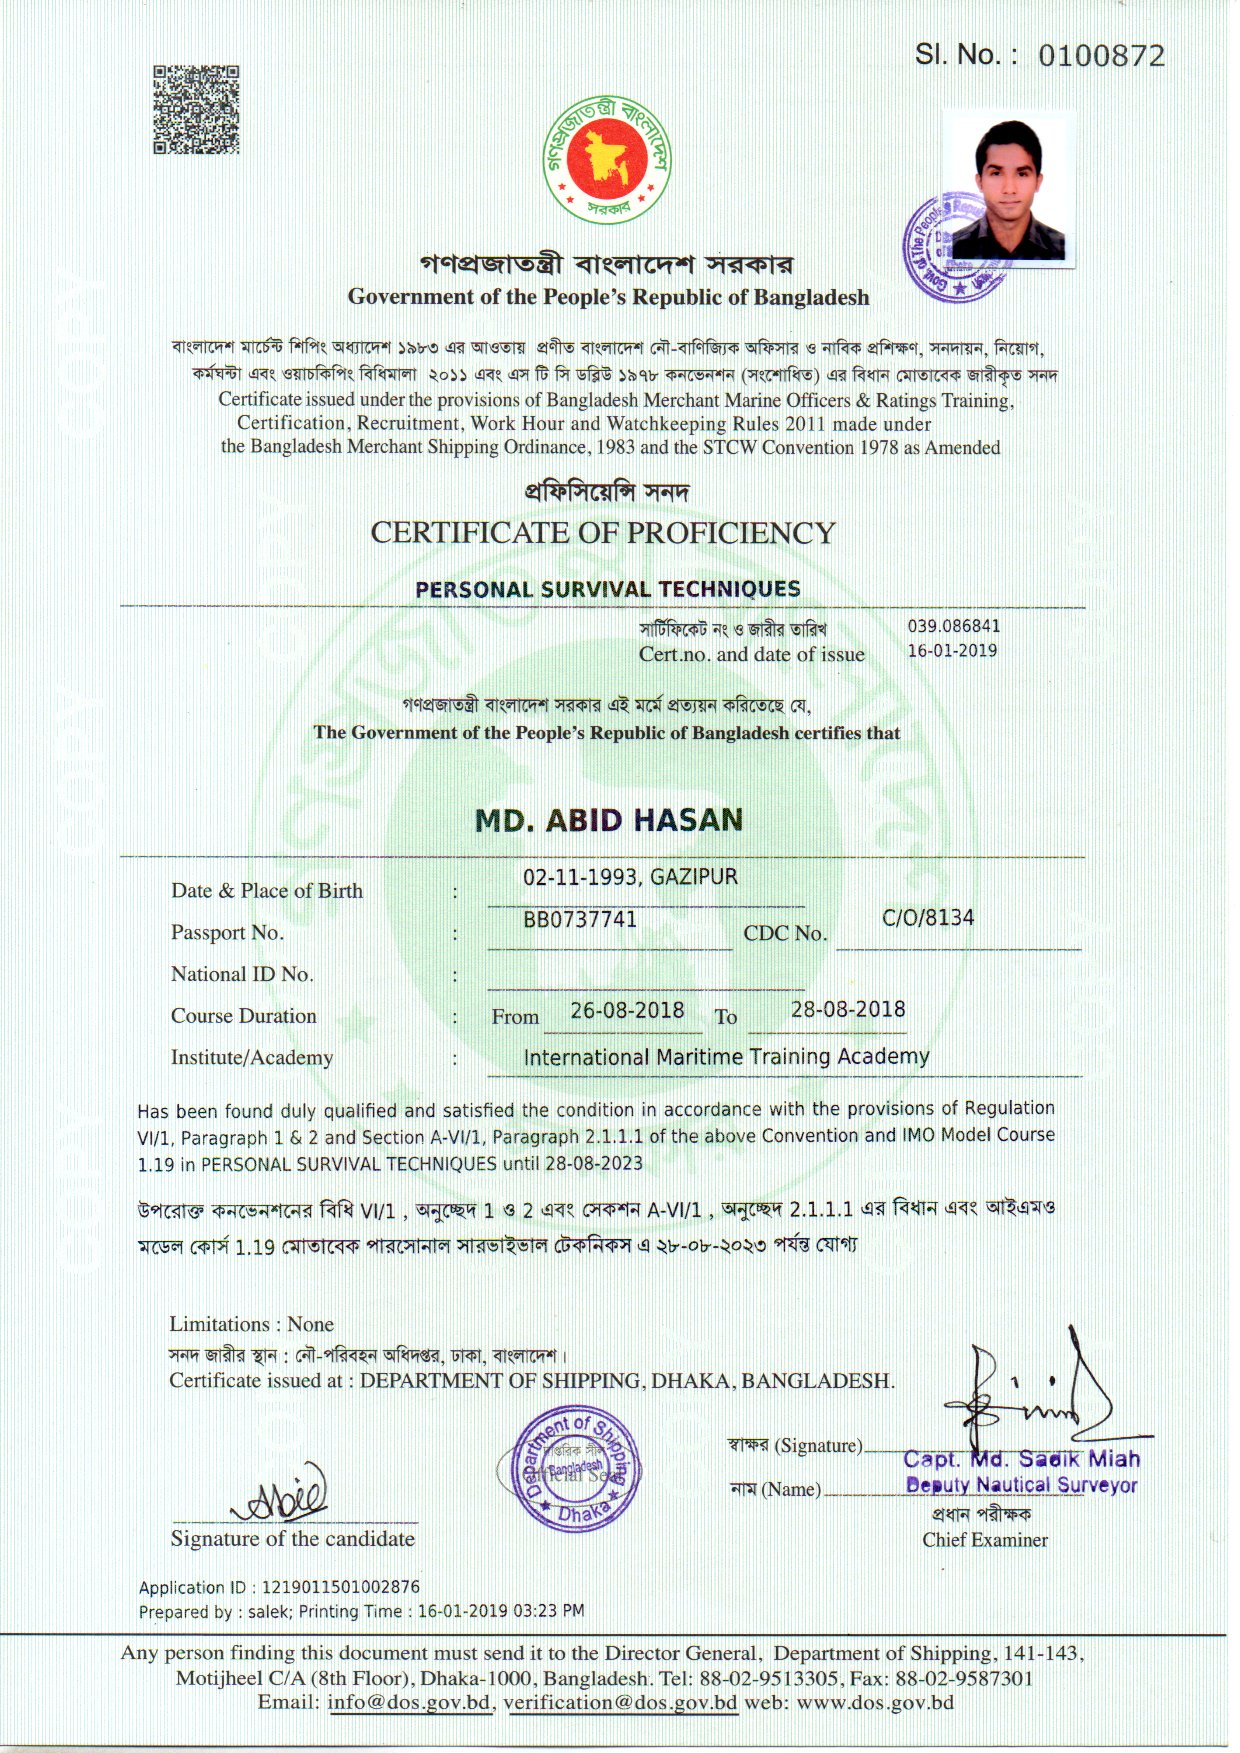 Sl. No. : 0100872
গণপ্রজাতন্ত্রী বাংলাদেশ
সরকার
গণপ্রজাতন্ত্রী বাংলাদেশ সরকার
Government of the People's Republic of Bangladesh
বাংলাদেশ মার্চেন্ট শিপিং অধ্যাদেশ ১৯৮৩ এর আওতায় প্রণীত বাংলাদেশ নৌ-বাণিজ্যিক অফিসার ও নাবিক প্রশিক্ষণ, সনদায়ন, নিয়োগ,
কর্মঘন্টা এবং ওয়াচকিপিং বিধিমালা ২০১১ এবং এস টি সি ডব্লিউ ১৯৭৮ কনভেনশন (সংশোধিত) এর বিধান মোতাবেক জারীকৃত সনদ
Certificate issued under the provisions of Bangladesh Merchant Marine Officers & Ratings Training,
Certification, Recruitment, Work Hour and Watchkeeping Rules 2011 made under
the Bangladesh Merchant Shipping Ordinance, 1983 and the STCW Convention 1978 as Amended
প্রফিসিয়েন্সি সনদ
CERTIFICATE OF PROFICIENCY
PERSONAL SURVIVAL TECHNIQUES
সার্টিফিকেট নং ও জারীর তারিখ 039.086841
Cert.no. and date of issue 16-01-2019
গণপ্রজাতন্ত্রী বাংলাদেশ সরকার এই মর্মে প্রত্যয়ন করিতেছে যে,
The Government of the People's Republic of Bangladesh certifies that
MD. ABID HASAN
Date & Place of Birth : 02-11-1993, GAZIPUR
Passport No. : BB0737741 CDC No. C/O/8134
National ID No. :
Course Duration : From 26-08-2018 To 28-08-2018
Institute/Academy : International Maritime Training Academy
Has been found duly qualified and satisfied the condition in accordance with the provisions of Regulation
VI/1, Paragraph 1 & 2 and Section A-VI/1, Paragraph 2.1.1.1 of the above Convention and IMO Model Course
1.19 in PERSONAL SURVIVAL TECHNIQUES until 28-08-2023
উপরোক্ত কনভেনশনের বিধি VI/1 , অনুচ্ছেদ 1 ও 2 এবং সেকশন A-VI/1 , অনুচ্ছেদ 2.1.1.1 এর বিধান এবং আইএমও
মডেল কোর্স 1.19 মোতাবেক পারসোনাল সারভাইভাল টেকনিকস এ ২৮-০৮-২০২৩ পর্যন্ত যোগ্য
Limitations : None
সনদ জারীর স্থান : নৌ-পরিবহন অধিদপ্তর, ঢাকা, বাংলাদেশ।
Certificate issued at : DEPARTMENT OF SHIPPING, DHAKA, BANGLADESH.
Department of Shipping
Bangladesh
Dhaka
স্বাক্ষর (Signature)
Capt. Md. Sadik Miah
নাম (Name) Deputy Nautical Surveyor
প্রধান পরীক্ষক
Chief Examiner
Abid
Signature of the candidate
Application ID : 1219011501002876
Prepared by : salek; Printing Time : 16-01-2019 03:23 PM
Any person finding this document must send it to the Director General, Department of Shipping, 141-143,
Motijheel C/A (8th Floor), Dhaka-1000, Bangladesh. Tel: 88-02-9513305, Fax: 88-02-9587301
Email: info@dos.gov.bd, verification@dos.gov.bd web: www.dos.gov.bd